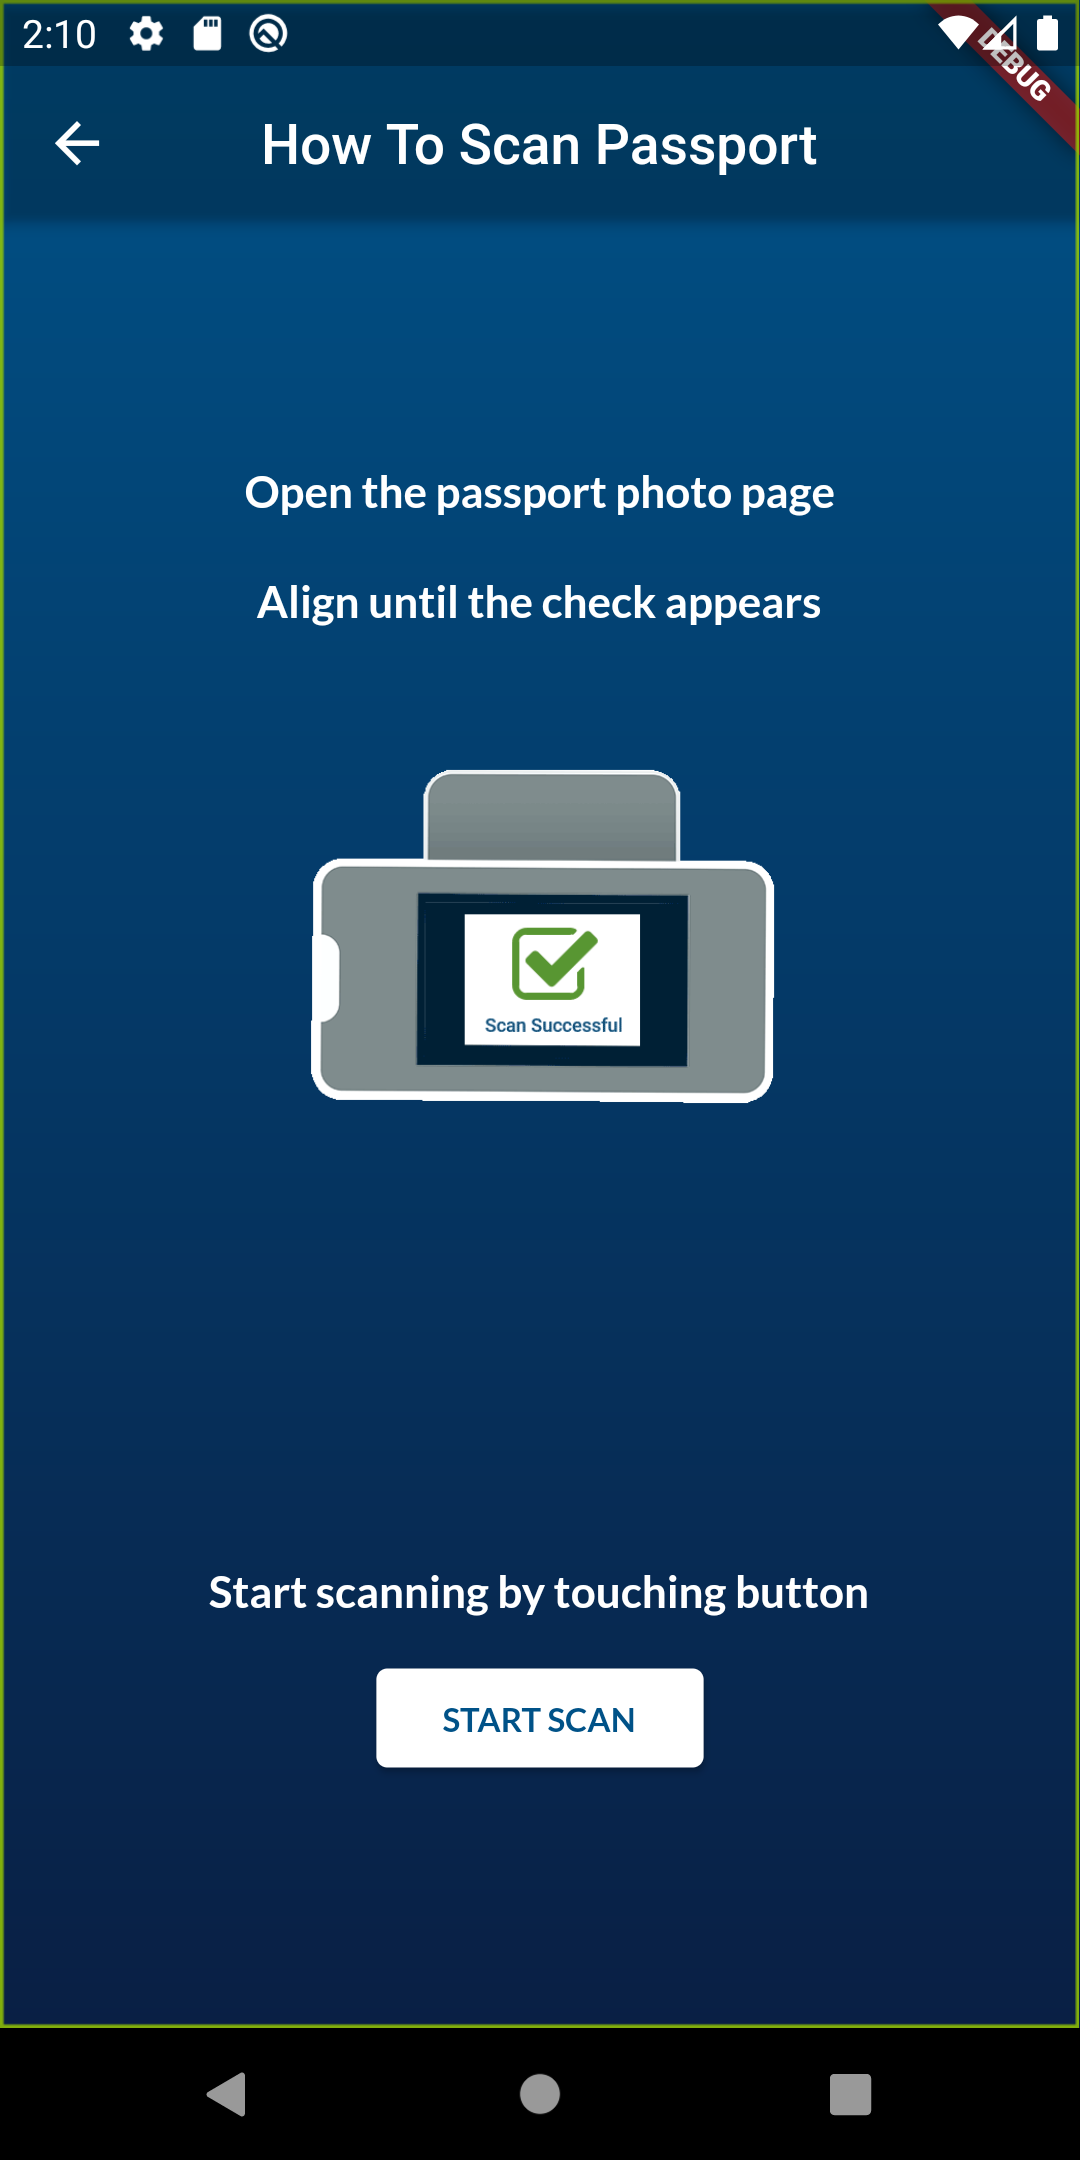 2:10
DEBUG
How To Scan Passport
Open the passport photo page
Align until the check appears
Scan Successful
Start scanning by touching button
START SCAN